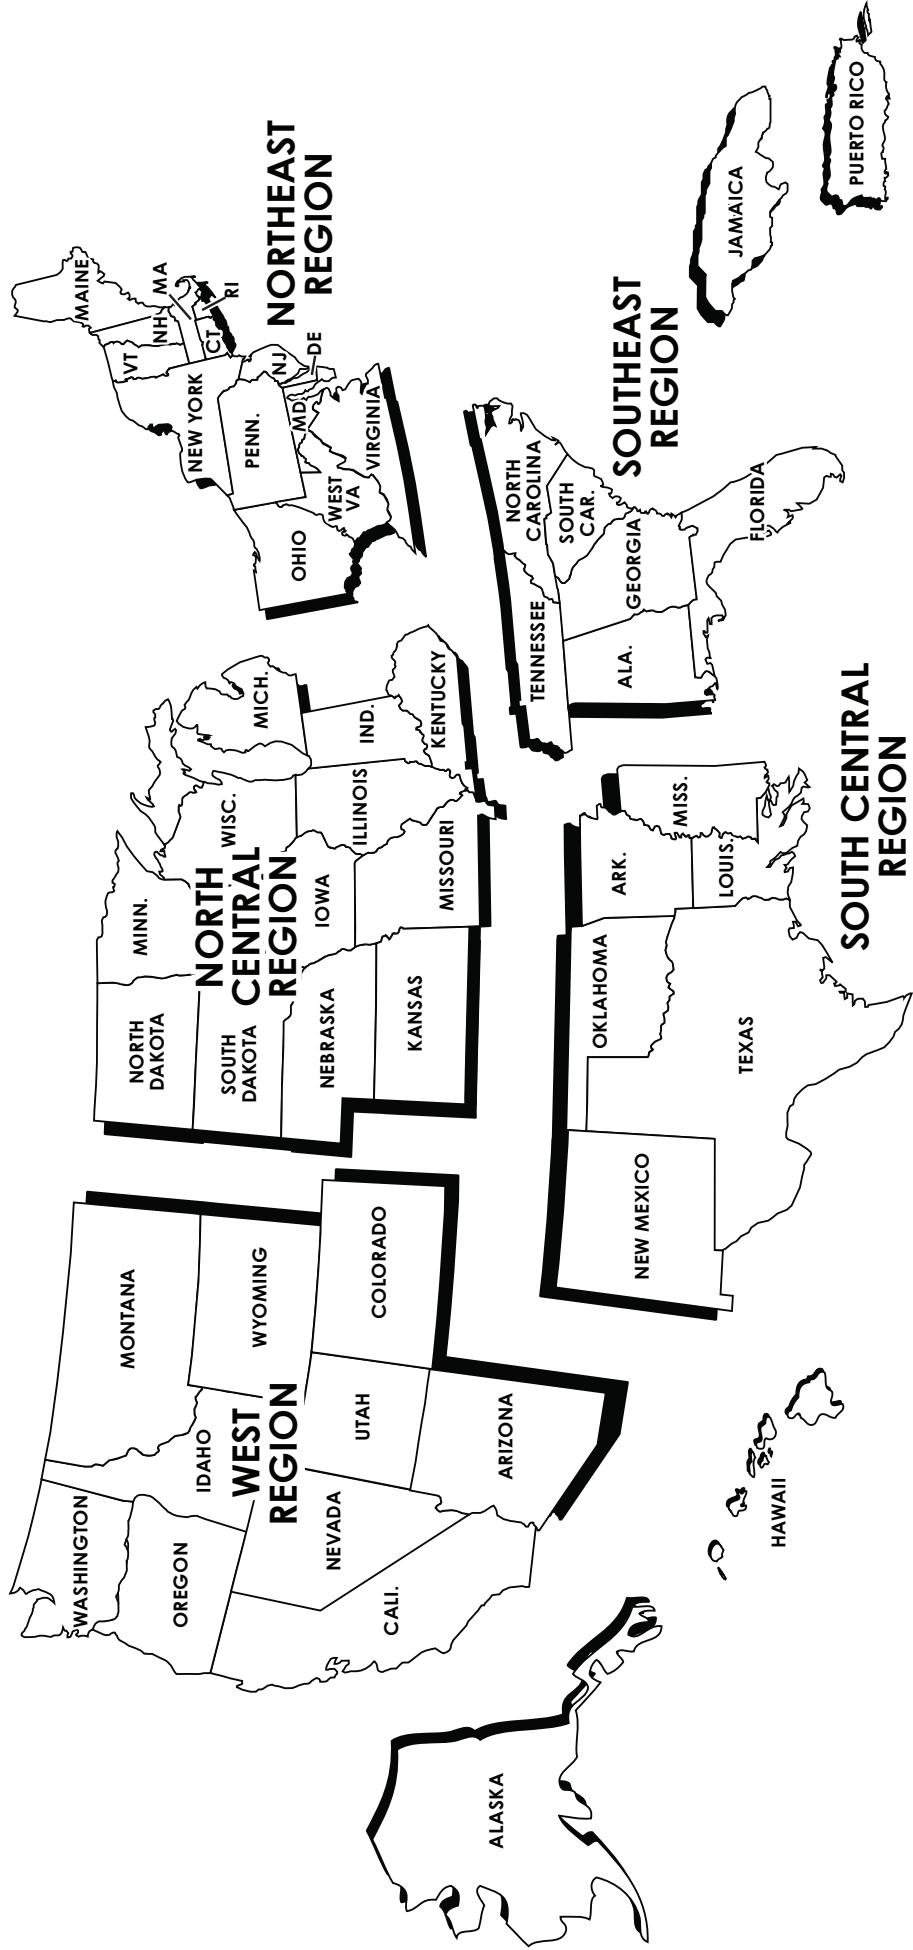 WASHINGTON
OREGON
CALI.
NEVADA
IDAHO
MONTANA
WYOMING
UTAH
COLORADO
ARIZONA
WEST
REGION
ALASKA
HAWAII
NORTH
DAKOTA
SOUTH
DAKOTA
NEBRASKA
KANSAS
MINN.
IOWA
MISSOURI
WISC.
ILLINOIS
MICH.
IND.
KENTUCKY
NORTH
CENTRAL
REGION
NEW MEXICO
TEXAS
OKLAHOMA
ARK.
LOUIS.
MISS.
SOUTH CENTRAL
REGION
TENNESSEE
ALA.
GEORGIA
FLORIDA
SOUTH
CAR.
NORTH
CAROLINA
SOUTHEAST
REGION
JAMAICA
PUERTO RICO
OHIO
WEST
VA
VIRGINIA
PENN.
MD
DE
NJ
NEW YORK
CT
RI
MA
VT
NH
MAINE
NORTHEAST
REGION